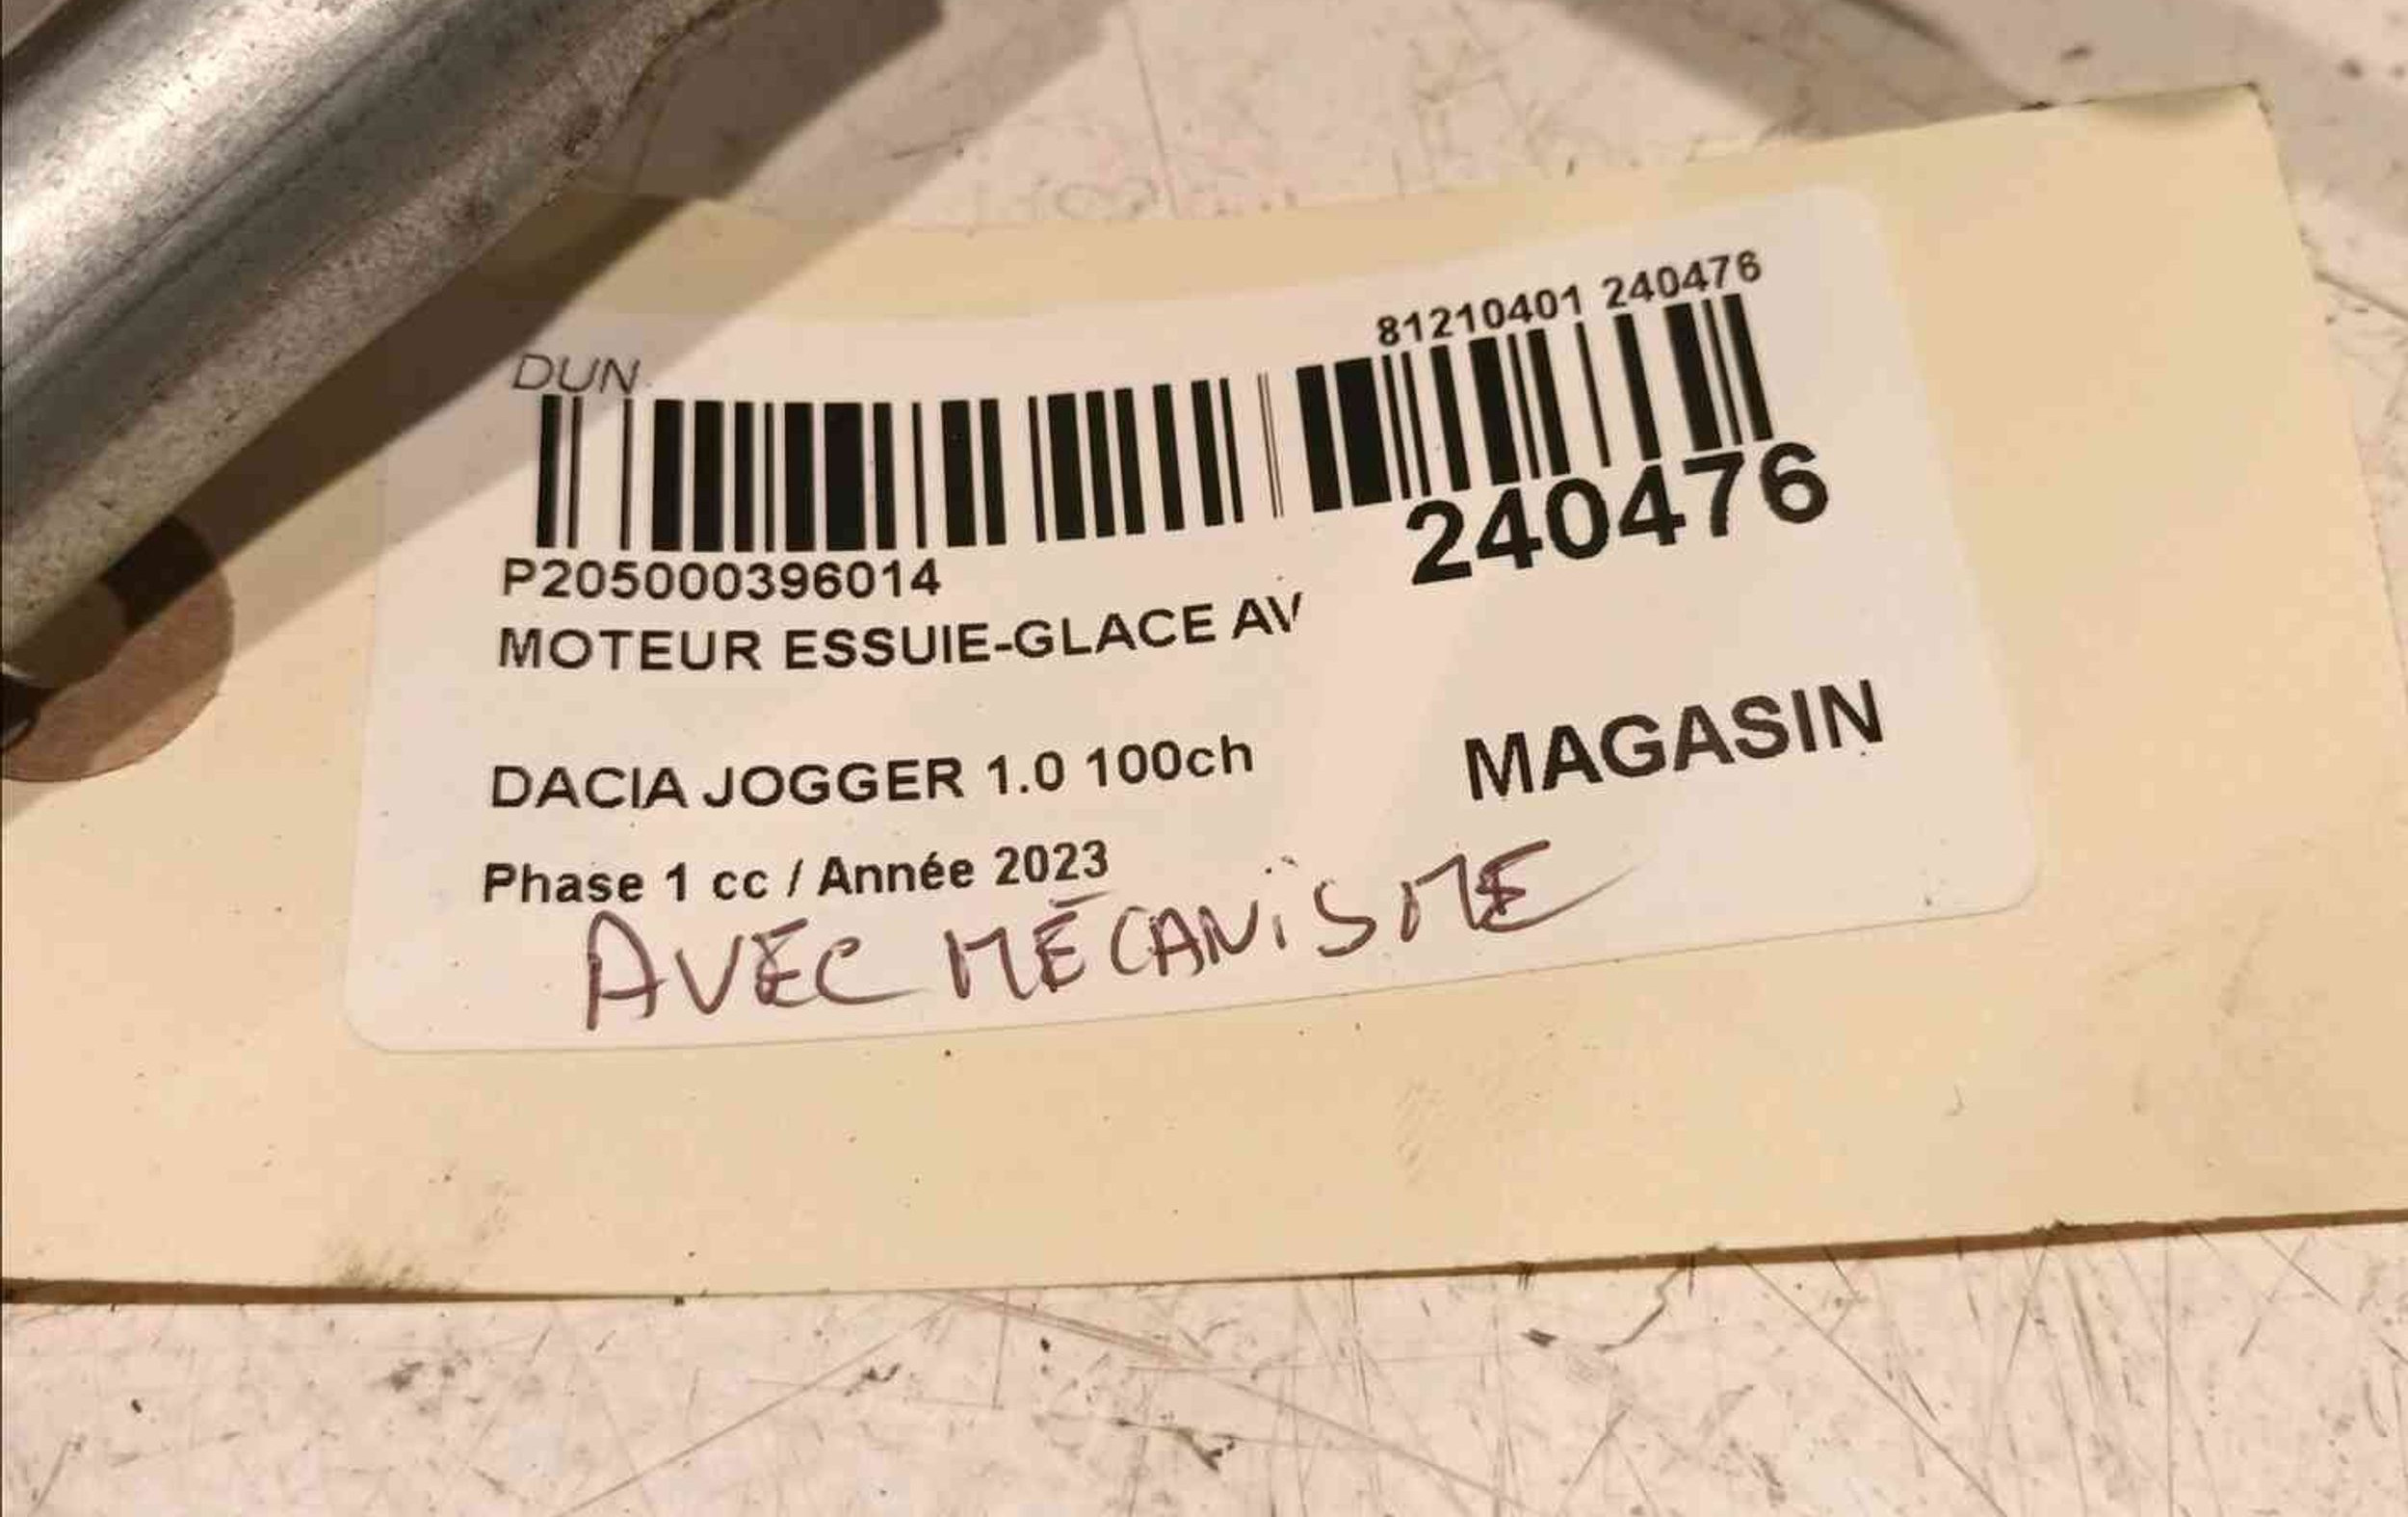 DUN
81210401 240476
240476
P205000396014
MOTEUR ESSUIE-GLACE AV
DACIA JOGGER 1.0 100ch
MAGASIN
Phase 1 cc / Année 2023
AVEC MÉCANISME